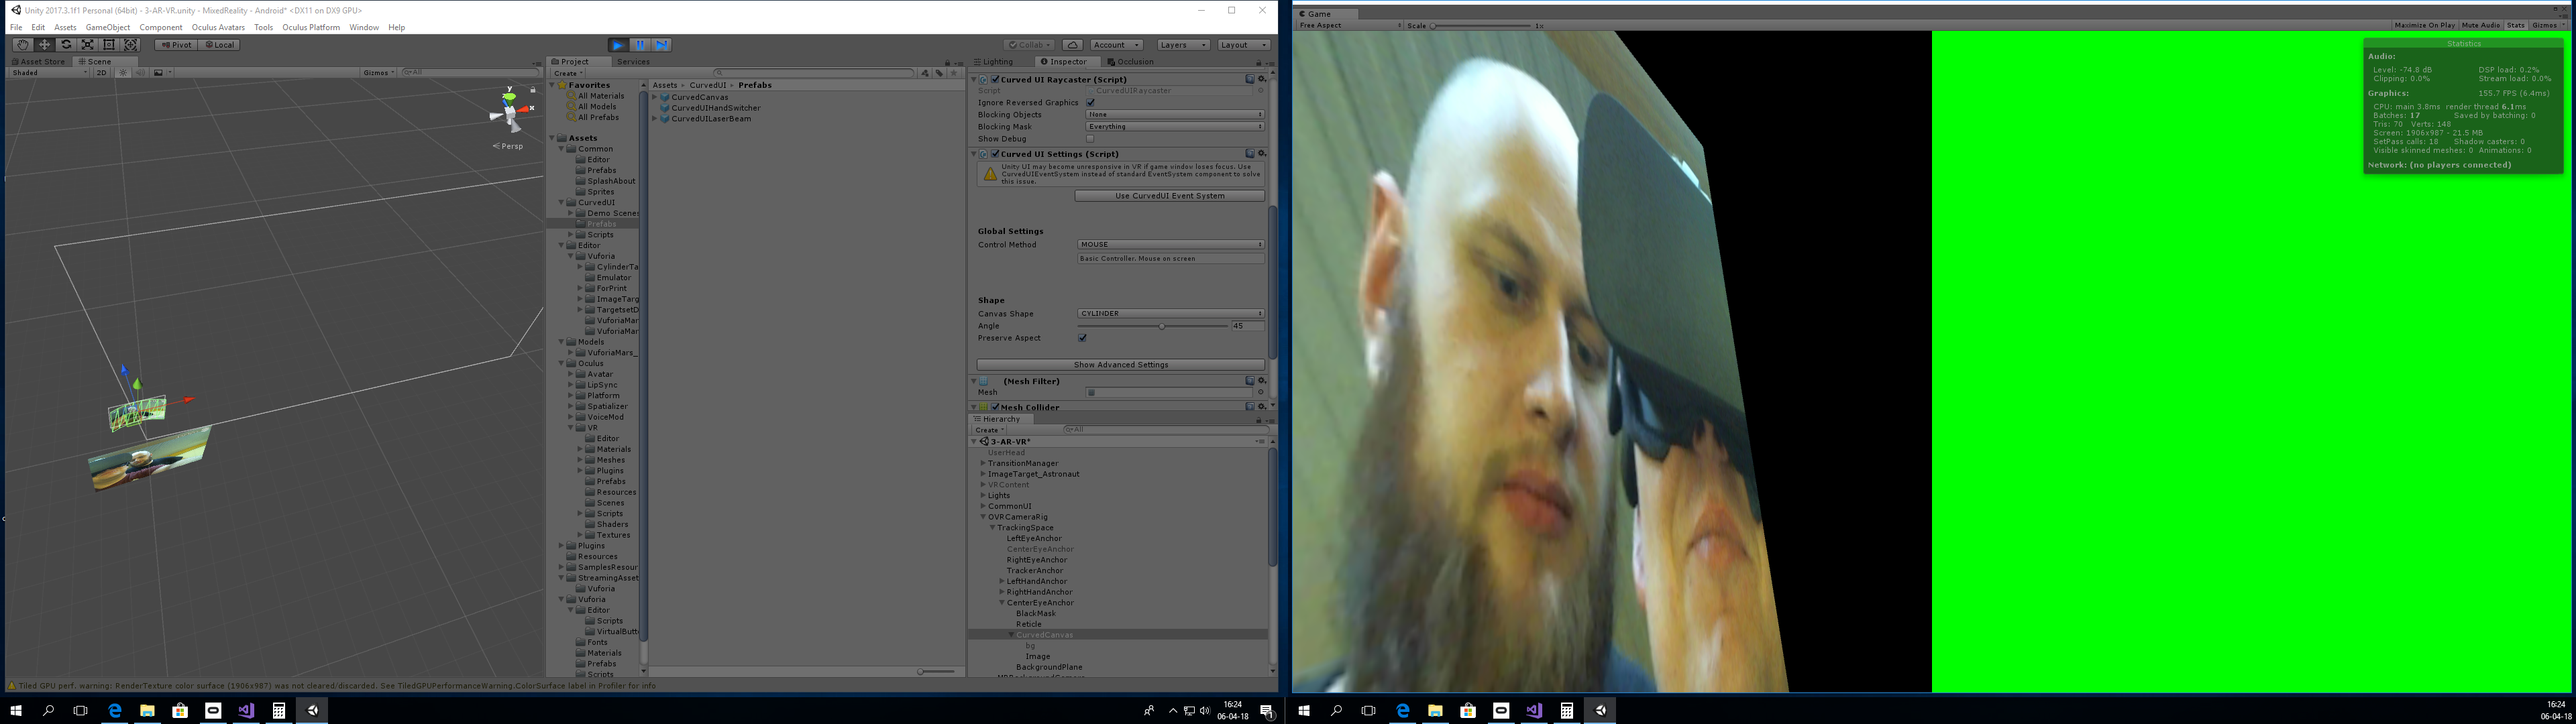 Unity 2017.3.1f1 Personal (64bit) - 3-AR-VR.unity - MixedReality - Android* <DX11 on DX9 GPU>
File Edit Assets GameObject Component Oculus Avatars Tools Oculus Platform Window Help
Pivot Local
Collab Account Layers Layout
Asset Store Scene
Shaded 2D Gizmos All
y
x
Persp
Project Services
Create
Favorites
All Materials
All Models
All Prefabs
Assets
Common
Editor
Prefabs
SplashAbout
Sprites
CurvedUI
Demo Scenes
Prefabs
Scripts
Editor
Vuforia
CylinderTa
Emulator
ForPrint
ImageTarg
TargetsetD
VuforiaMar
VuforiaMar
Models
VuforiaMars_
Oculus
Avatar
LipSync
Platform
Spatializer
VoiceMod
VR
Editor
Materials
Meshes
Plugins
Prefabs
Resources
Scenes
Scripts
Shaders
Textures
Plugins
Resources
SamplesResour
StreamingAsset
Vuforia
Vuforia
Editor
Scripts
VirtualButt
Fonts
Materials
Prefabs
Scripts
Assets CurvedUI Prefabs
CurvedCanvas
CurvedUIHandSwitcher
CurvedUILaserBeam
Lighting Inspector Occlusion
Curved UI Raycaster (Script)
Script CurvedUIRaycaster
Ignore Reversed Graphics
Blocking Objects None
Blocking Mask Everything
Show Debug
Curved UI Settings (Script)
Unity UI may become unresponsive in VR if game window loses focus. Use
CurvedUIEventSystem instead of standard EventSystem component to solve
this issue.
Use CurvedUI Event System
Global Settings
Control Method MOUSE
Basic Controller. Mouse on screen
Shape
Canvas Shape CYLINDER
Angle 45
Preserve Aspect
Show Advanced Settings
(Mesh Filter)
Mesh
Mesh Collider
Hierarchy
Create All
3-AR-VR*
UserHead
TransitionManager
ImageTarget_Astronaut
VRContent
Lights
CommonUI
OVRCameraRig
TrackingSpace
LeftEyeAnchor
CenterEyeAnchor
RightEyeAnchor
TrackerAnchor
LeftHandAnchor
RightHandAnchor
CenterEyeAnchor
BlackMask
Reticle
CurvedCanvas
bg
Image
BackgroundPlane
Tiled GPU perf. warning: RenderTexture color surface (1906x987) was not cleared/discarded. See TiledGPUPerformanceWarning.ColorSurface label in Profiler for info
16:24
06-04-18
1
Game
Free Aspect Scale 1x
Maximize On Play Mute Audio Stats Gizmos
Statistics
Audio:
Level: -74.8 dB DSP load: 0.2%
Clipping: 0.0% Stream load: 0.0%
Graphics: 155.7 FPS (6.4ms)
CPU: main 3.8ms render thread 6.1ms
Batches: 17 Saved by batching: 0
Tris: 70 Verts: 148
Screen: 1906x987 - 21.5 MB
SetPass calls: 18 Shadow casters: 0
Visible skinned meshes: 0 Animations: 0
Network: (no players connected)
16:24
06-04-18